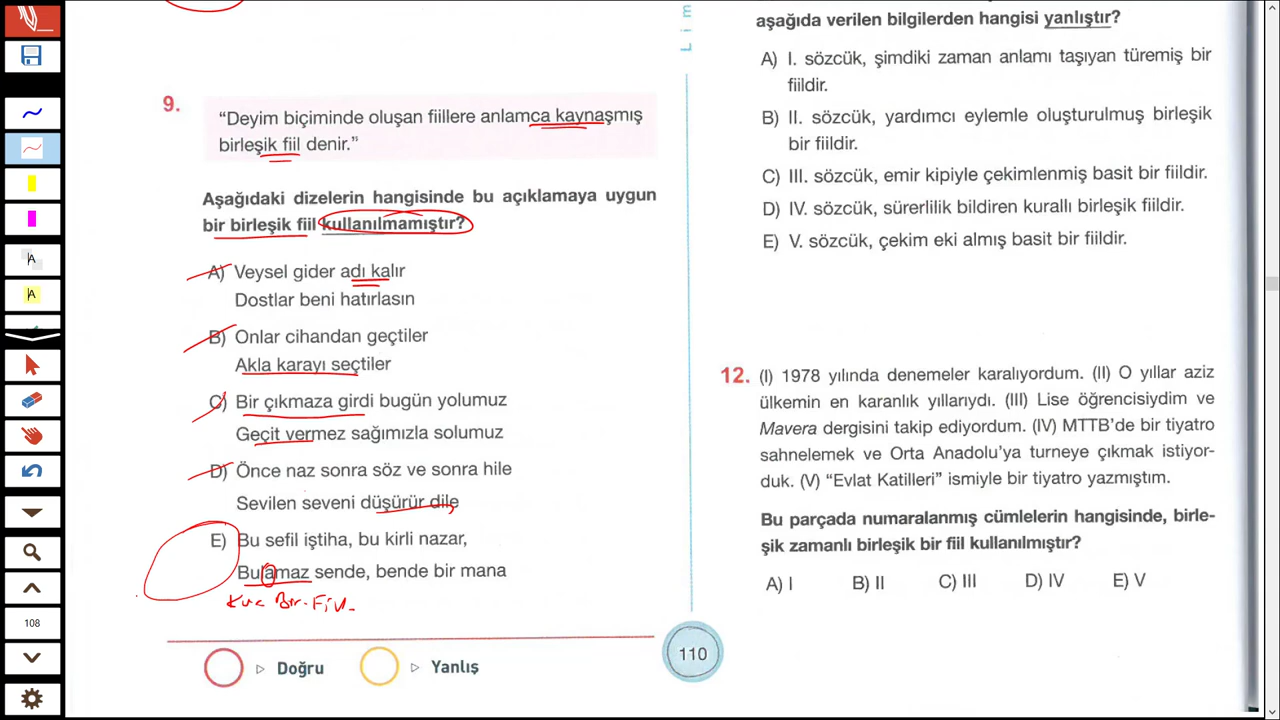 9.
“Deyim biçiminde oluşan fiillere anlamca kaynaşmış
birleşik fiil denir.”
Aşağıdaki dizelerin hangisinde bu açıklamaya uygun
bir birleşik fiil kullanılmamıştır?
A) Veysel gider adı kalır
Dostlar beni hatırlasın
B) Onlar cihandan geçtiler
Akla karayı seçtiler
C) Bir çıkmaza girdi bugün yolumuz
Geçit vermez sağımızla solumuz
D) Önce naz sonra söz ve sonra hile
Sevilen seveni düşürür dile
E) Bu sefil iştiha, bu kirli nazar,
Bulamaz sende, bende bir mana
Bir. Fiil
Doğru
Yanlış
Lim
110
aşağıda verilen bilgilerden hangisi yanlıştır?
A) I. sözcük, şimdiki zaman anlamı taşıyan türemiş bir
fiildir.
B) II. sözcük, yardımcı eylemle oluşturulmuş birleşik
bir fiildir.
C) III. sözcük, emir kipiyle çekimlenmiş basit bir fiildir.
D) IV. sözcük, sürerlilik bildiren kurallı birleşik fiildir.
E) V. sözcük, çekim eki almış basit bir fiildir.
12. (I) 1978 yılında denemeler karalıyordum. (II) O yıllar aziz
ülkemin en karanlık yıllarıydı. (III) Lise öğrencisiydim ve
Mavera dergisini takip ediyordum. (IV) MTTB’de bir tiyatro
sahnelemek ve Orta Anadolu’ya turneye çıkmak istiyor-
duk. (V) “Evlat Katilleri” ismiyle bir tiyatro yazmıştım.
Bu parçada numaralanmış cümlelerin hangisinde, birle-
şik zamanlı birleşik bir fiil kullanılmıştır?
A) I B) II C) III D) IV E) V
A
A
108